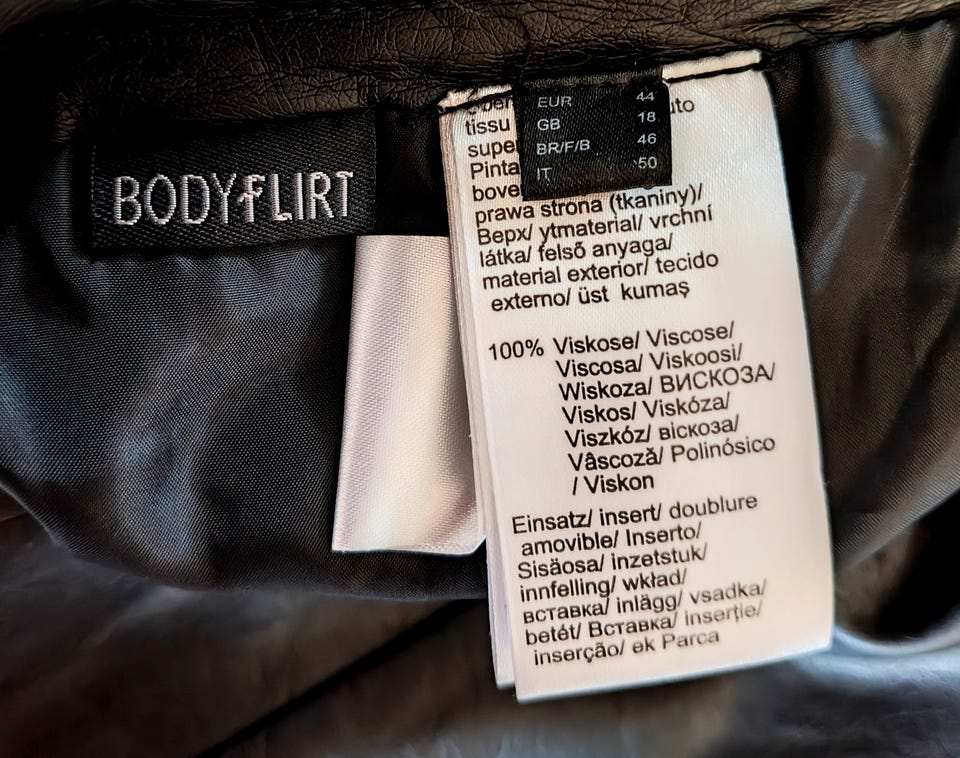 BODYFLIRT
EUR 44
GB 18
BR/F/B 46
IT 50
tissu
Pinta
prawa strona (tkaniny)/
Верх/ ytmaterial/ vrchní
látka/ felső anyaga/
material exterior/ tecido
externo/ üst kumaş
100% Viskose/ Viscose/
Viscosa/ Viskoosi/
Wiskoza/ ВИСКОЗА/
Viskos/ Viskóza/
Viszkóz/ віскоза/
Vâscoză/ Polinósico
/ Viskon
Einsatz/ insert/ doublure
amovible/ Inserto/
Sisäosa/ inzetstuk/
innfelling/ wkład/
вставка/ inlägg/ vsadka/
betét/ Вставка/ Inserţie/
inserção/ ek Parca